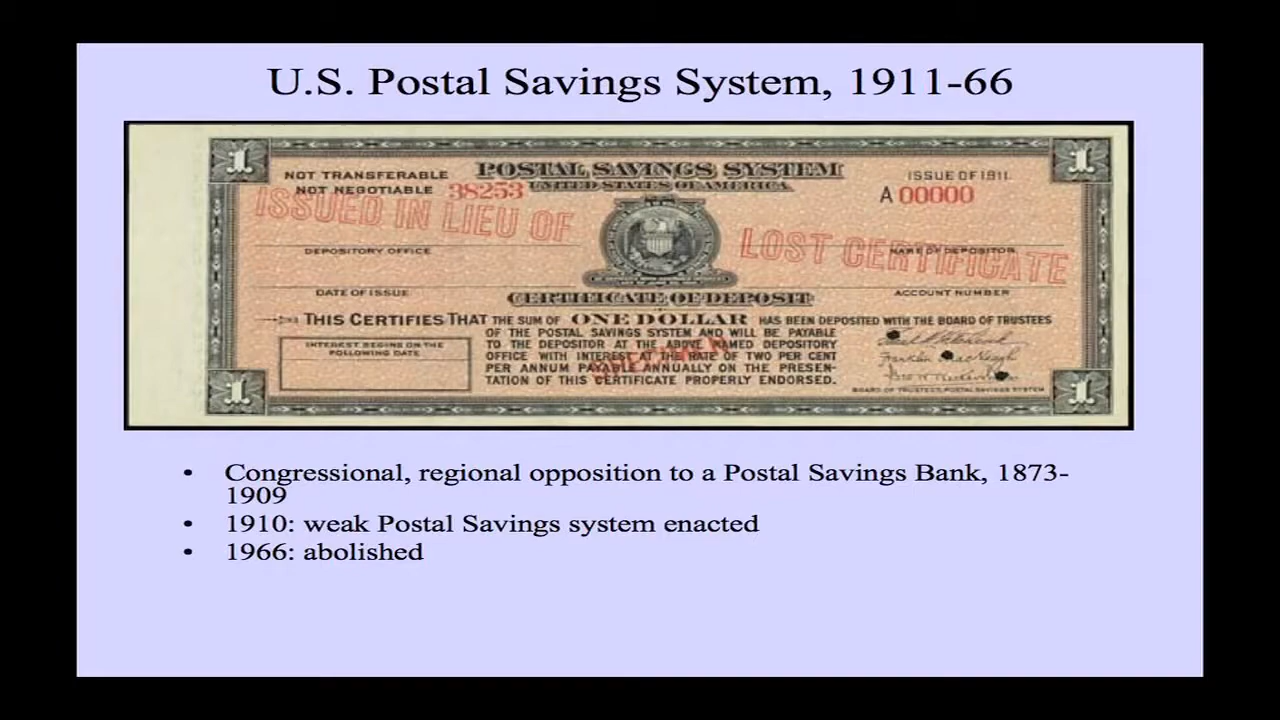 U.S. Postal Savings System, 1911-66
1 1
NOT TRANSFERABLE POSTAL SAVINGS SYSTEM ISSUE OF 1911.
NOT NEGOTIABLE 38253 UNITED STATES OF AMERICA A 00000
ISSUED IN LIEU OF LOST CERTIFICATE
DEPOSITORY OFFICE NAME OF DEPOSITOR
DATE OF ISSUE CERTIFICATE OF DEPOSIT ACCOUNT NUMBER
THIS CERTIFIES THAT THE SUM OF ONE DOLLAR HAS BEEN DEPOSITED WITH THE BOARD OF TRUSTEES
OF THE POSTAL SAVINGS SYSTEM AND WILL BE PAYABLE
INTEREST BEGINS ON THE TO THE DEPOSITOR AT THE ABOVE NAMED DEPOSITORY
FOLLOWING DATE OFFICE WITH INTEREST AT THE RATE OF TWO PER CENT
PER ANNUM PAYABLE ANNUALLY ON THE PRESEN-
TATION OF THIS CERTIFICATE PROPERLY ENDORSED.
BOARD OF TRUSTEES, POSTAL SAVINGS SYSTEM
1 1
• Congressional, regional opposition to a Postal Savings Bank, 1873-
1909
• 1910: weak Postal Savings system enacted
• 1966: abolished